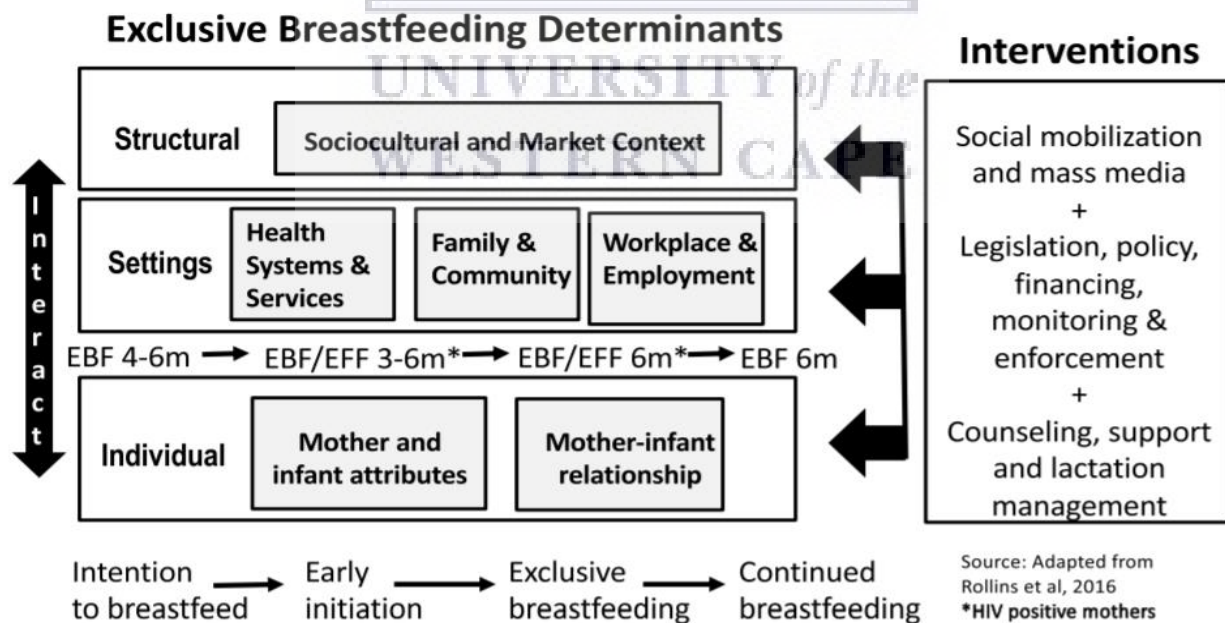 Exclusive Breastfeeding Determinants
Interventions
UNIVERSITY of the
WESTERN CAPE
Structural
Sociocultural and Market Context
Interact
Settings
Health
Systems &
Services
Family &
Community
Workplace &
Employment
EBF 4-6m
EBF/EFF 3-6m*
EBF/EFF 6m*
EBF 6m
Individual
Mother and
infant attributes
Mother-infant
relationship
Social mobilization
and mass media
+
Legislation, policy,
financing,
monitoring &
enforcement
+
Counseling, support
and lactation
management
Intention
to breastfeed
Early
initiation
Exclusive
breastfeeding
Continued
breastfeeding
Source: Adapted from
Rollins et al, 2016
*HIV positive mothers